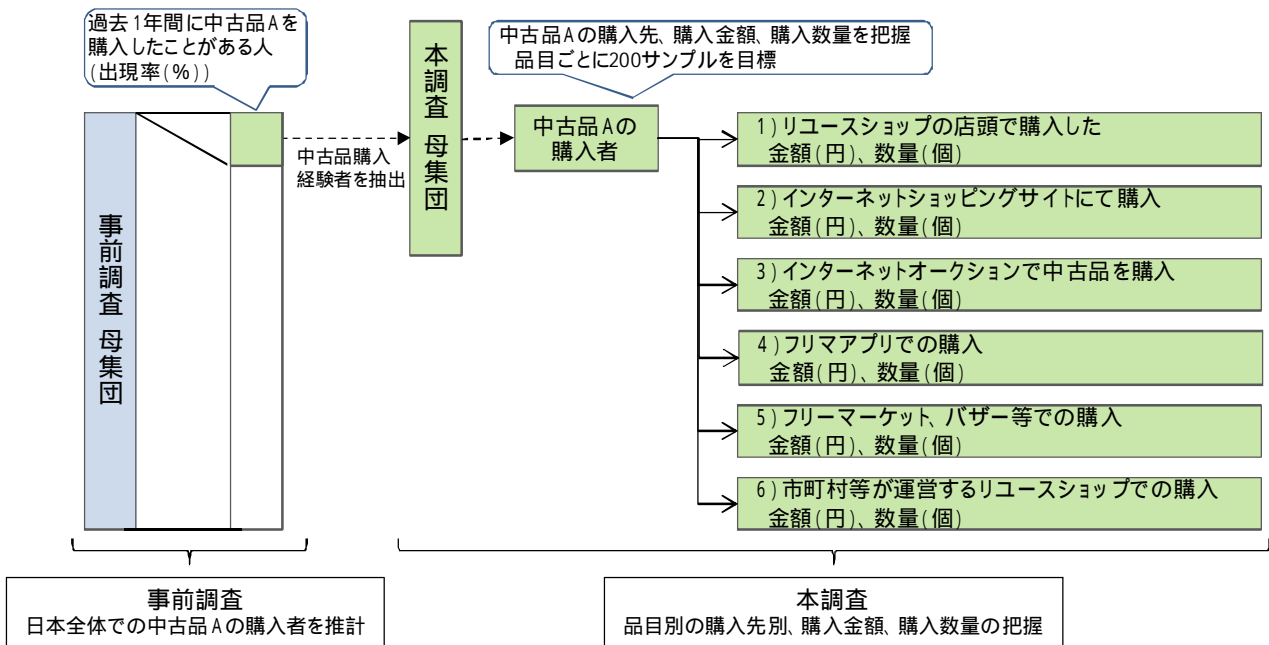 過去1年間に中古品Aを
購入したことがある人
(出現率(%))
中古品Aの購入先、購入金額、購入数量を把握
品目ごとに200サンプルを目標
事前調査 母集団
中古品購入
経験者を抽出
本調査 母集団
中古品Aの
購入者
1)リユースショップの店頭で購入した
金額(円)、数量(個)
2)インターネットショッピングサイトにて購入
金額(円)、数量(個)
3)インターネットオークションで中古品を購入
金額(円)、数量(個)
4)フリマアプリでの購入
金額(円)、数量(個)
5)フリーマーケット、バザー等での購入
金額(円)、数量(個)
6)市町村等が運営するリユースショップでの購入
金額(円)、数量(個)
事前調査
日本全体での中古品Aの購入者を推計
本調査
品目別の購入先別、購入金額、購入数量の把握